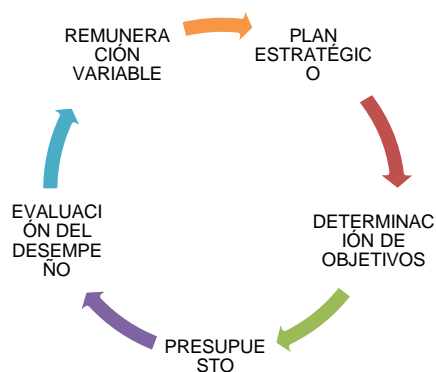 REMUNERA
CIÓN
VARIABLE
PLAN
ESTRATÉGIC
O
DETERMINAC
IÓN DE
OBJETIVOS
PRESUPUE
STO
EVALUACI
ÓN DEL
DESEMPE
ÑO